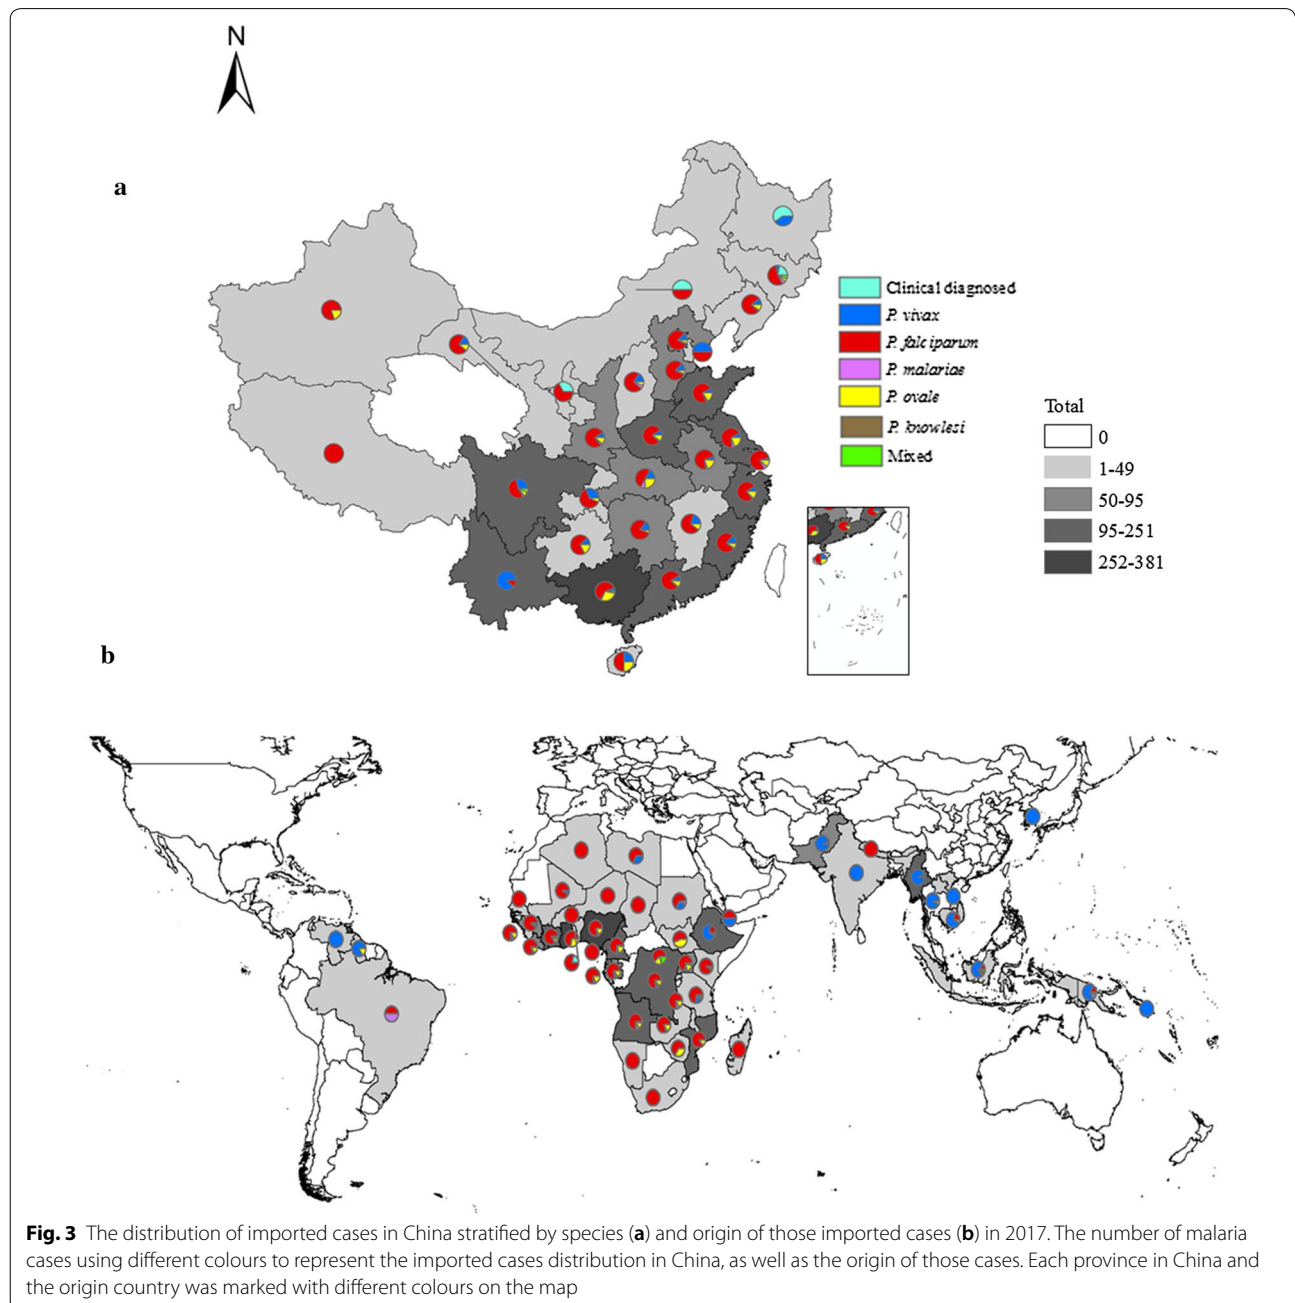 N
a
Clinical diagnosed
P. vivax
P. falciparum
P. malariae
P. ovale
P. knowlesi
Mixed
Total
0
1-49
50-95
95-251
252-381
b
Fig. 3 The distribution of imported cases in China stratified by species (a) and origin of those imported cases (b) in 2017. The number of malaria
cases using different colours to represent the imported cases distribution in China, as well as the origin of those cases. Each province in China and
the origin country was marked with different colours on the map